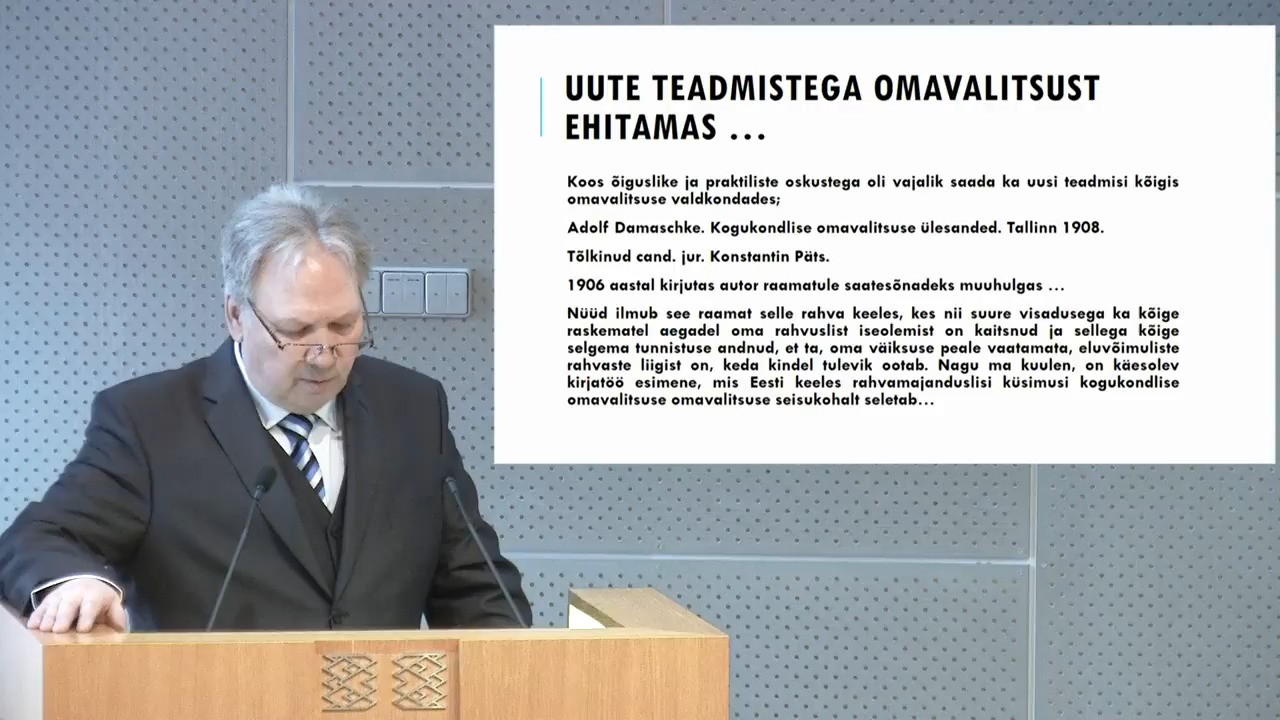 UUTE TEADMISTEGA OMAVALITSUST
EHITAMAS ...
Koos õiguslike ja praktiliste oskustega oli vajalik saada ka uusi teadmisi kõigis
omavalitsuse valdkondades;
Adolf Damaschke. Kogukondlise omavalitsuse ülesanded. Tallinn 1908.
Tõlkinud cand. jur. Konstantin Päts.
1906 aastal kirjutas autor raamatule saatesõnadeks muuhulgas ...
Nüüd ilmub see raamat selle rahva keeles, kes nii suure visadusega ka kõige
raskematel aegadel oma rahvuslist iseolemist on kaitsnud ja sellega kõige
selgema tunnistuse andnud, et ta, oma väiksuse peale vaatamata, eluvõimuliste
rahvaste liigist on, keda kindel tulevik ootab. Nagu ma kuulen, on käesolev
kirjatöö esimene, mis Eesti keeles rahvamajanduslisi küsimusi kogukondlise
omavalitsuse omavalitsuse seisukohalt seletab...